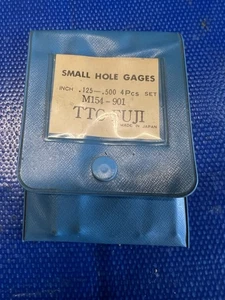 SMALL HOLE GAGES
INCH .125—.500 4Pcs SET
M154-901
TTC FUJI
MADE IN JAPAN